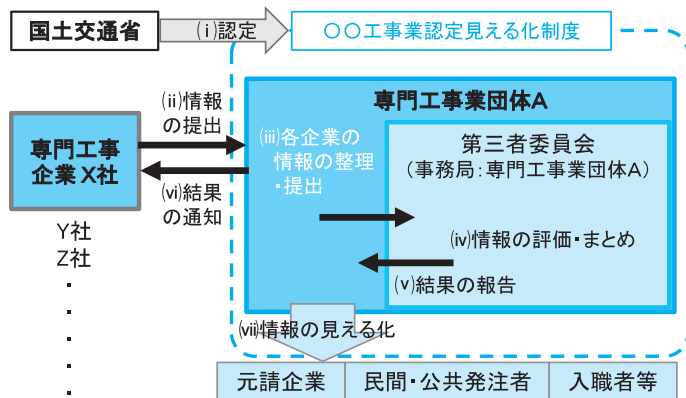 国土交通省
(ⅰ)認定
○○工事業認定見える化制度
専門工事業団体A
(ⅱ)情報
の提出
専門工事
企業X社
(ⅲ)各企業の
情報の整理
・提出
第三者委員会
(事務局:専門工事業団体A)
(ⅵ)結果
の通知
Y社
Z社
・
・
・
・
(ⅳ)情報の評価・まとめ
(ⅴ)結果の報告
(ⅶ)情報の見える化
元請企業
民間・公共発注者
入職者等